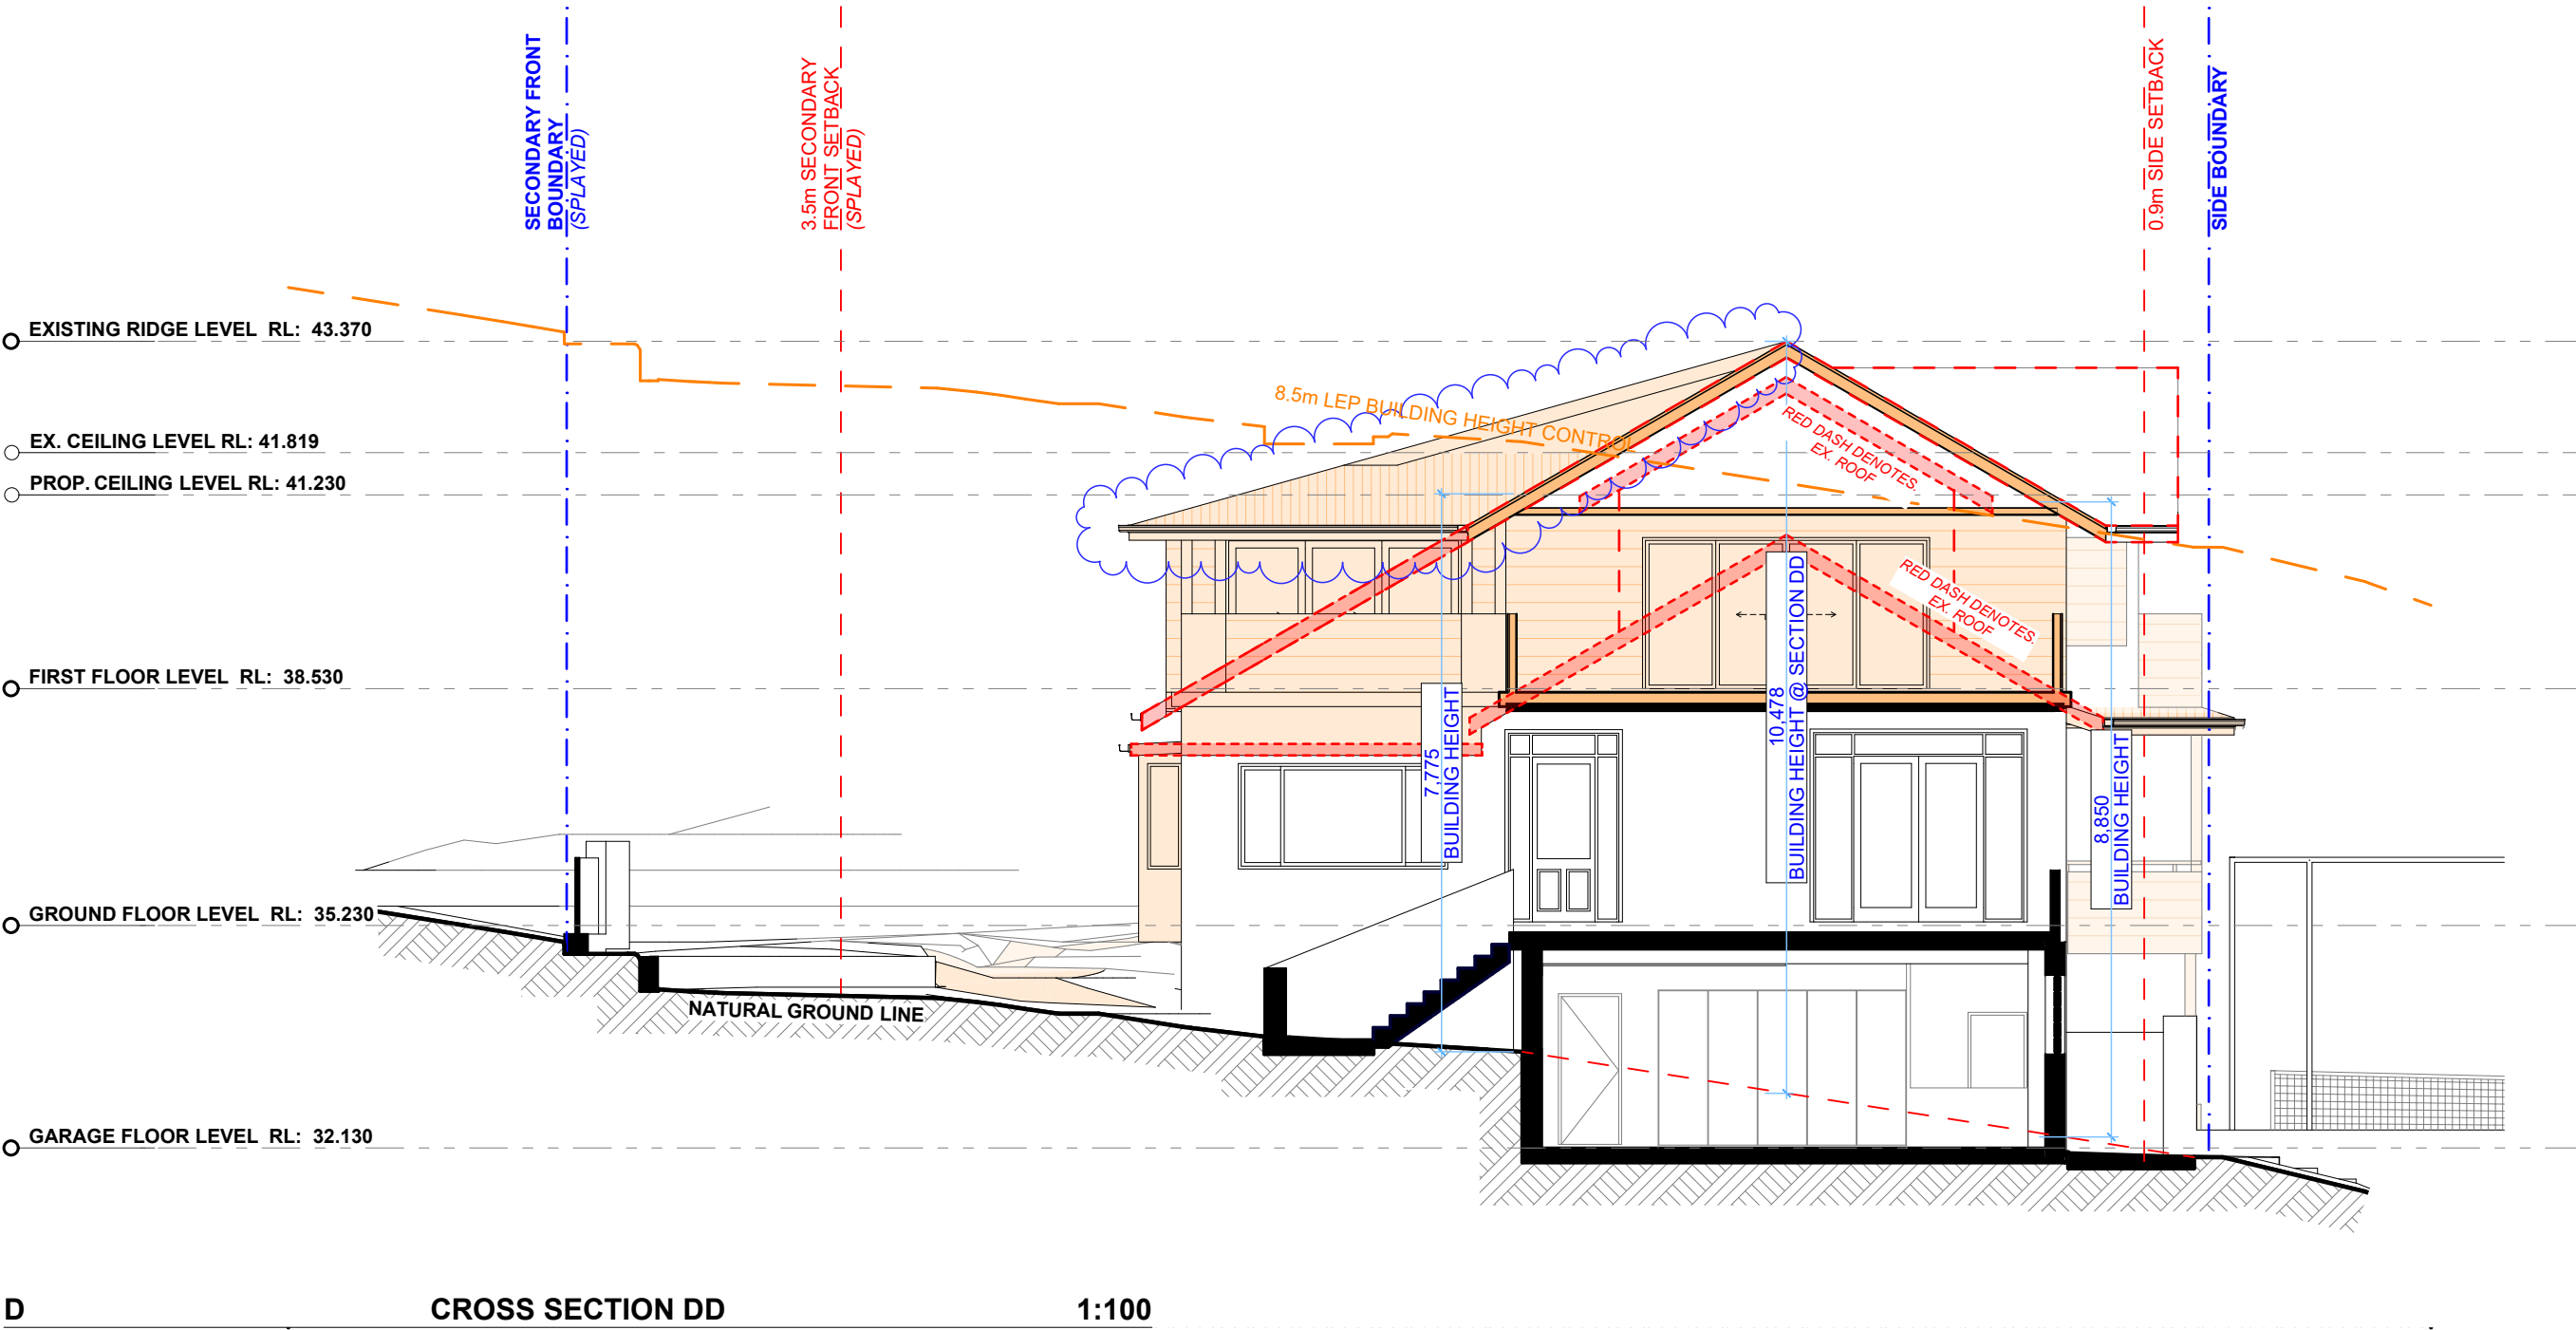 SECONDARY FRONT
BOUNDARY
(SPLAYED)
3.5m SECONDARY
FRONT SETBACK
(SPLAYED)
0.9m SIDE SETBACK
SIDE BOUNDARY
EXISTING RIDGE LEVEL RL: 43.370
8.5m LEP BUILDING HEIGHT CONTROL
RED DASH DENOTES.
EX. ROOF
EX. CEILING LEVEL RL: 41.819
PROP. CEILING LEVEL RL: 41.230
RED DASH DENOTES.
EX. ROOF
FIRST FLOOR LEVEL RL: 38.530
7,775
BUILDING HEIGHT
10,478
BUILDING HEIGHT @ SECTION DD
8,850
BUILDING HEIGHT
GROUND FLOOR LEVEL RL: 35.230
NATURAL GROUND LINE
GARAGE FLOOR LEVEL RL: 32.130
D CROSS SECTION DD 1:100